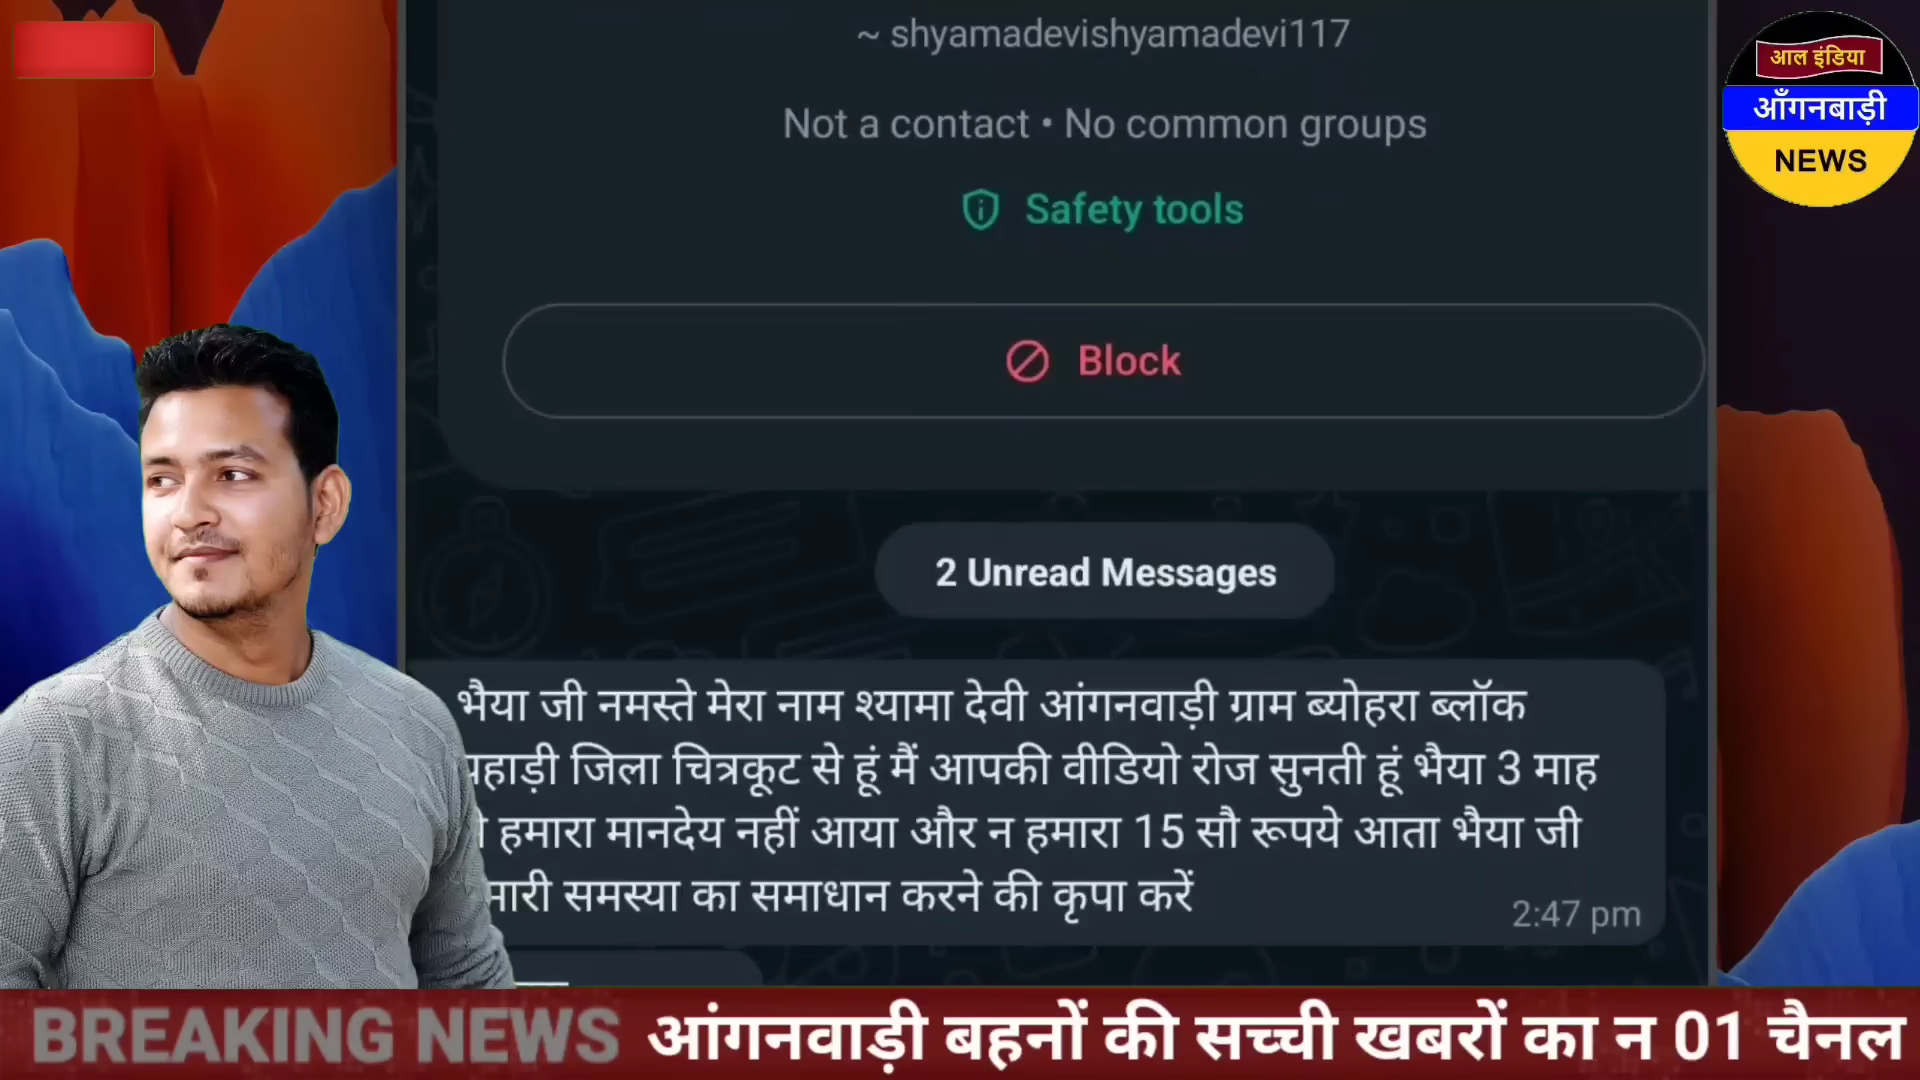 ~ shyamadevishyamadevi117
आल इंडिया
आँगनबाड़ी
NEWS
Not a contact • No common groups
Safety tools
Block
2 Unread Messages
भैया जी नमस्ते मेरा नाम श्यामा देवी आंगनवाड़ी ग्राम ब्योहरा ब्लॉक
जिला चित्रकूट से हूं मैं आपकी वीडियो रोज सुनती हूं भैया 3 माह
हमारा मानदेय नहीं आया और न हमारा 15 सौ रूपये आता भैया जी
समस्या का समाधान करने की कृपा करें
2:47 pm
BREAKING NEWS आंगनवाड़ी बहनों की सच्ची खबरों का न 01 चैनल